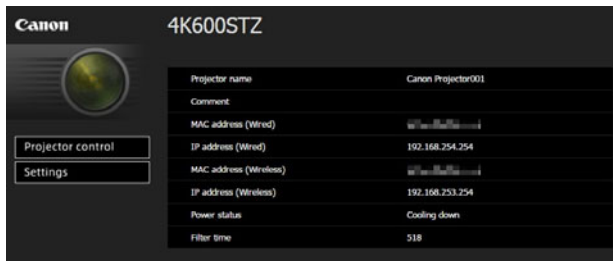 Canon
4K600STZ
Projector name Canon Projector001
Comment
MAC address (Wired)
Projector control
IP address (Wired) 192.168.254.254
Settings
MAC address (Wireless)
IP address (Wireless) 192.168.253.254
Power status Cooling down
Filter time 518